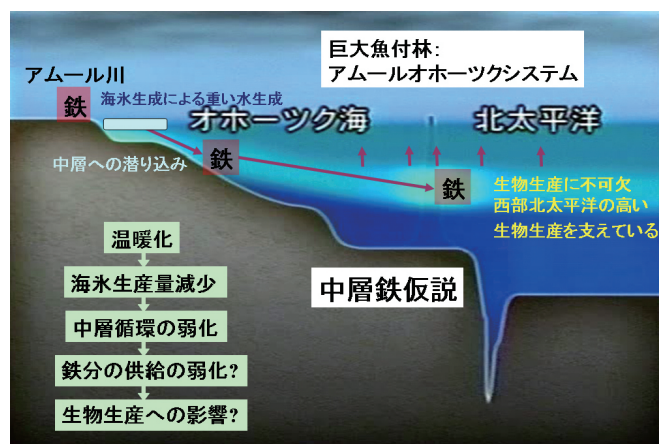 巨大魚付林:
アムールオホーツクシステム
アムール川
鉄
海氷生成による重い水生成
オホーツク海
北太平洋
中層への潜り込み
鉄
鉄
生物生産に不可欠
西部北太平洋の高い
生物生産を支えている
中層鉄仮説
温暖化
海氷生産量減少
中層循環の弱化
鉄分の供給の弱化?
生物生産への影響?